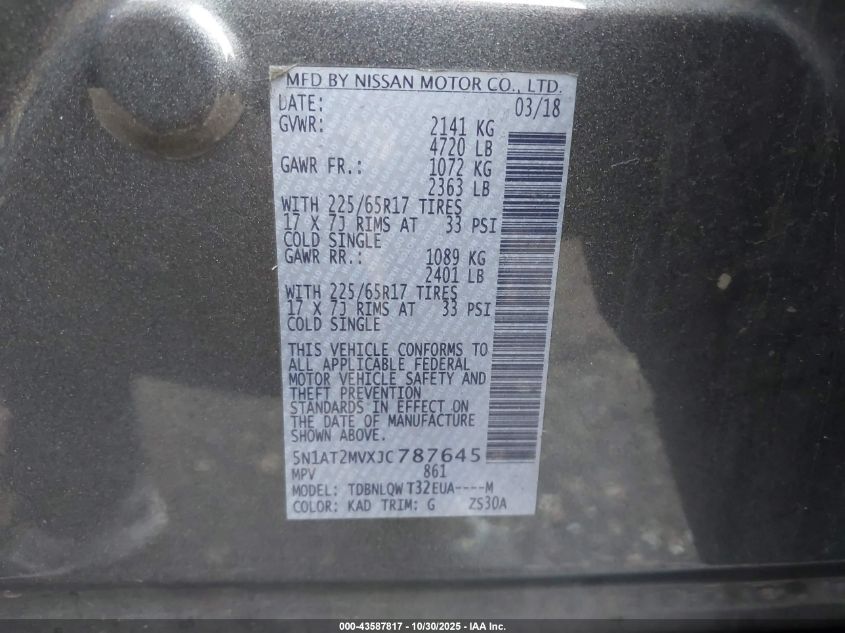 MFD BY NISSAN MOTOR CO., LTD.
DATE: 03/18
GVWR: 2141 KG
4720 LB
GAWR FR.: 1072 KG
2363 LB
WITH 225/65R17 TIRES
17 X 7J RIMS AT 33 PSI
COLD SINGLE
GAWR RR.: 1089 KG
2401 LB
WITH 225/65R17 TIRES
17 X 7J RIMS AT 33 PSI
COLD SINGLE
THIS VEHICLE CONFORMS TO
ALL APPLICABLE FEDERAL
MOTOR VEHICLE SAFETY AND
THEFT PREVENTION
STANDARDS IN EFFECT ON
THE DATE OF MANUFACTURE
SHOWN ABOVE.
5N1AT2MVXJC787645
MPV 861
MODEL: TDBNLQW T32EUA----M
COLOR: KAD TRIM: G ZS30A
000-43587817 - 10/30/2025 - IAA Inc.